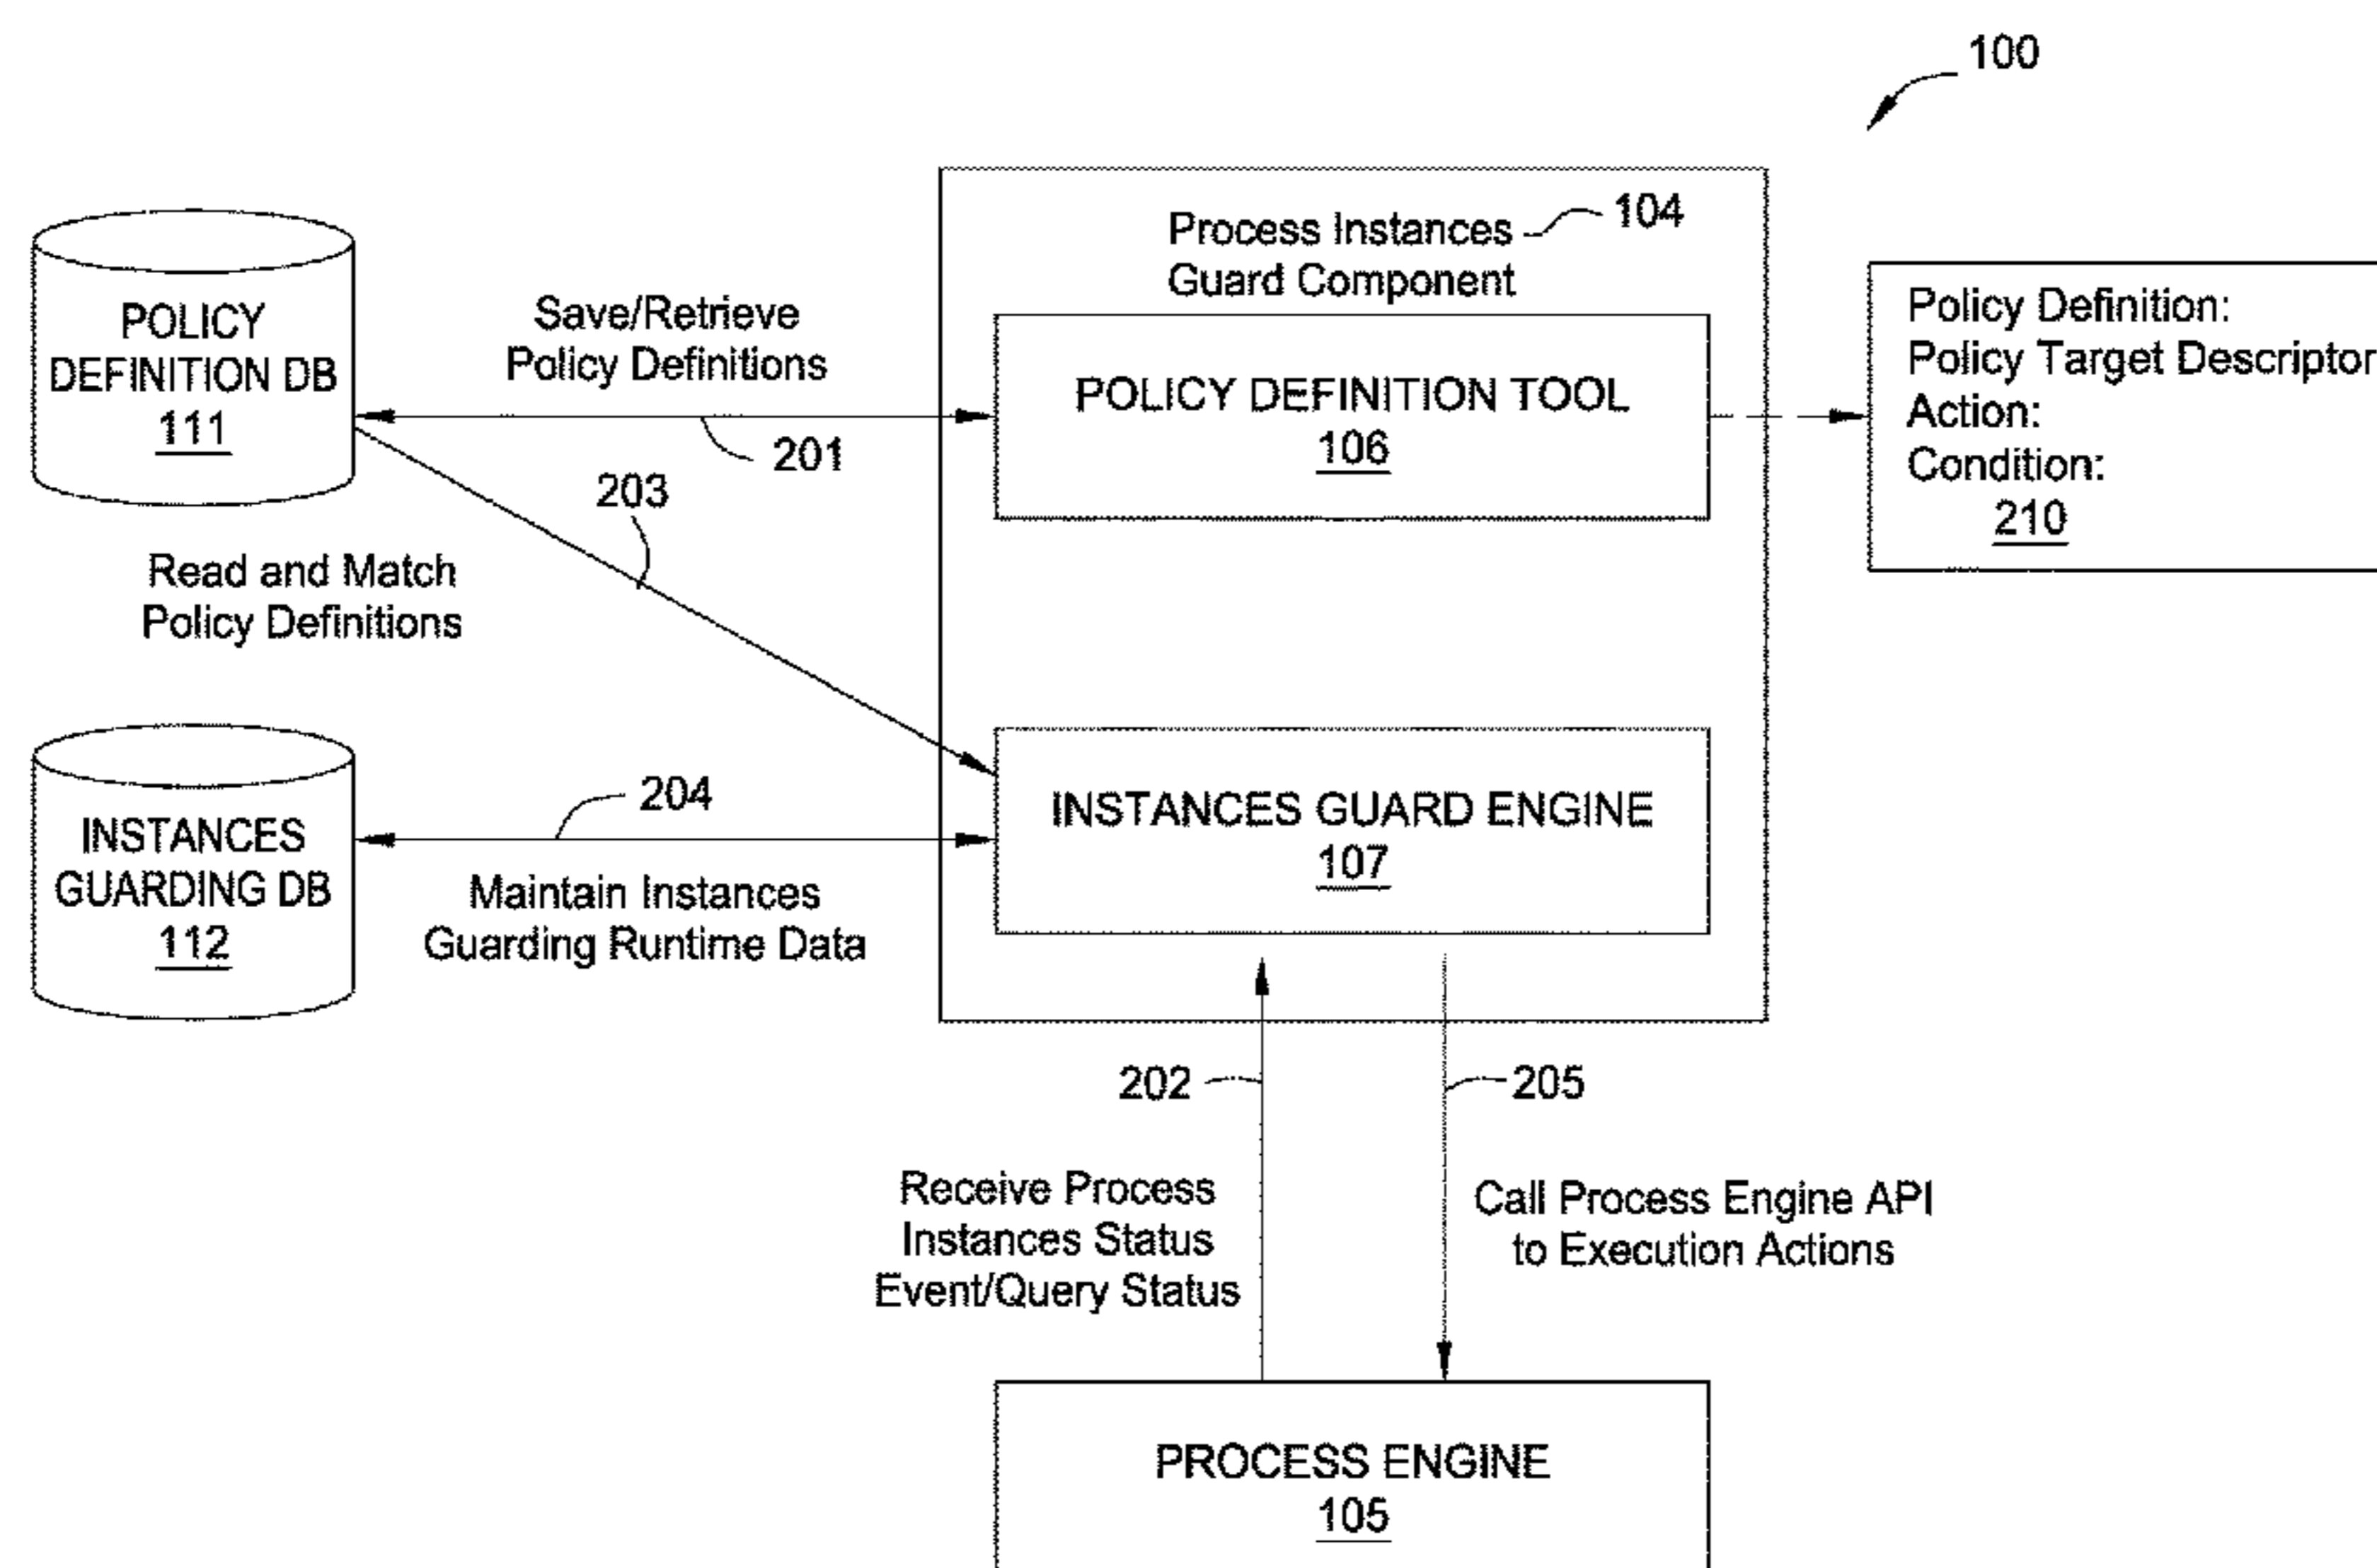 100
Process Instances
Guard Component
104
POLICY
DEFINITION DB
111
Save/Retrieve
Policy Definitions
201
POLICY DEFINITION TOOL
106
Policy Definition:
Policy Target Descriptor
Action:
Condition:
210
203
Read and Match
Policy Definitions
INSTANCES
GUARDING DB
112
204
Maintain Instances
Guarding Runtime Data
INSTANCES GUARD ENGINE
107
202
205
Receive Process
Instances Status
Event/Query Status
Call Process Engine API
to Execution Actions
PROCESS ENGINE
105